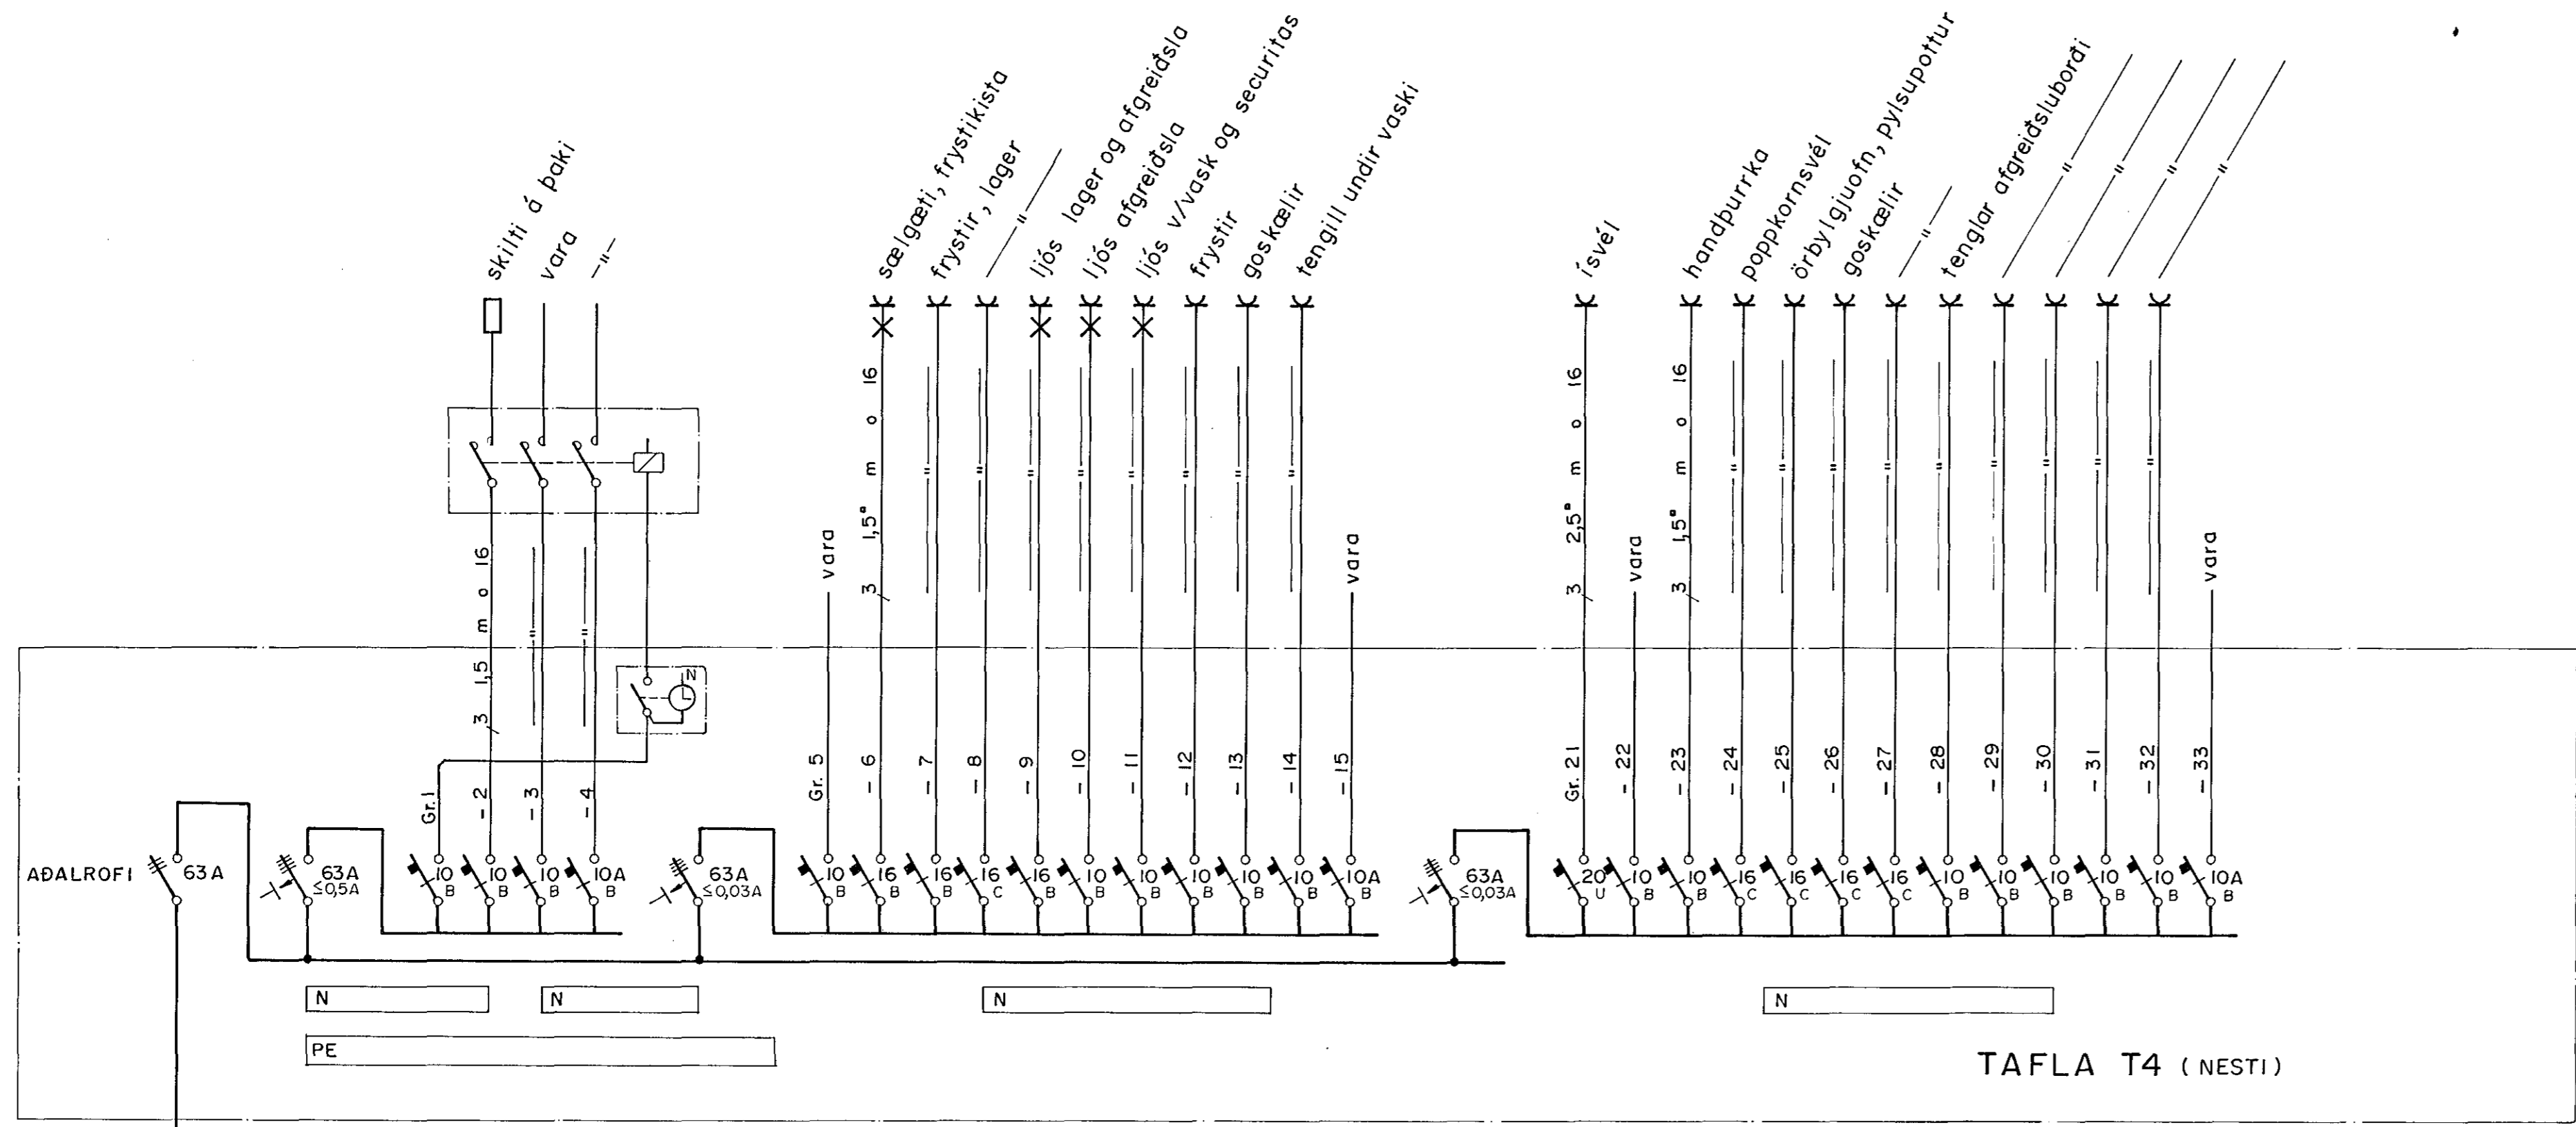 skilti á þaki
vara
—"—
sælgæti, frystikista
frystir, lager
—"—
ljós lager og afgreiðsla
ljós afgreiðsla
ljós v/vask og securitas
frystir
goskælir
tengill undir vaski
ísvél
handþurrka
poppkornsvél
örbylgjuofn, pylsupottur
goskælir
—"—
tenglar afgreiðsluborði
—"—
—"—
—"—
—"—
3 1,5 m o 16
—"—
—"—
vara
3 1,5▫ m o 16
—"—
—"—
—"—
—"—
—"—
—"—
—"—
—"—
vara
3 2,5▫ m o 16
vara
3 1,5▫ m o 16
—"—
—"—
—"—
—"—
—"—
—"—
—"—
—"—
—"—
vara
N
Gr. 1
– 2
– 3
– 4
Gr. 5
– 6
– 7
– 8
– 9
– 10
– 11
– 12
– 13
– 14
– 15
Gr. 21
– 22
– 23
– 24
– 25
– 26
– 27
– 28
– 29
– 30
– 31
– 32
– 33
AÐALROFI
63A
63A
≤0,5A
10 B
10 B
10 B
10A B
63A
≤0,03A
10 B
16 B
16 B
16 C
16 B
10 B
10 B
10 B
10 B
10 B
10A B
63A
≤0,03A
20 U
10 B
10 B
16 C
16 C
16 C
16 C
10 B
10 B
10 B
10 B
10 B
10A B
N
N
N
N
PE
TAFLA T4 (NESTI)